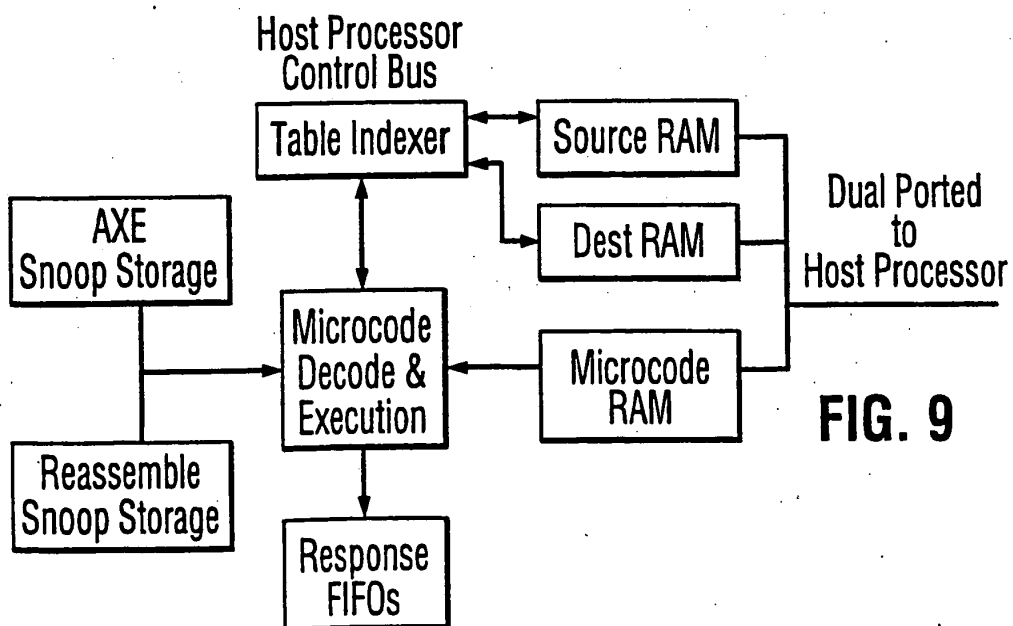 Host Processor
Control Bus
Table Indexer
Source RAM
Dest RAM
Dual Ported
to
Host Processor
AXE
Snoop Storage
Microcode
Decode &
Execution
Microcode
RAM
FIG. 9
Reassemble
Snoop Storage
Response
FIFOs